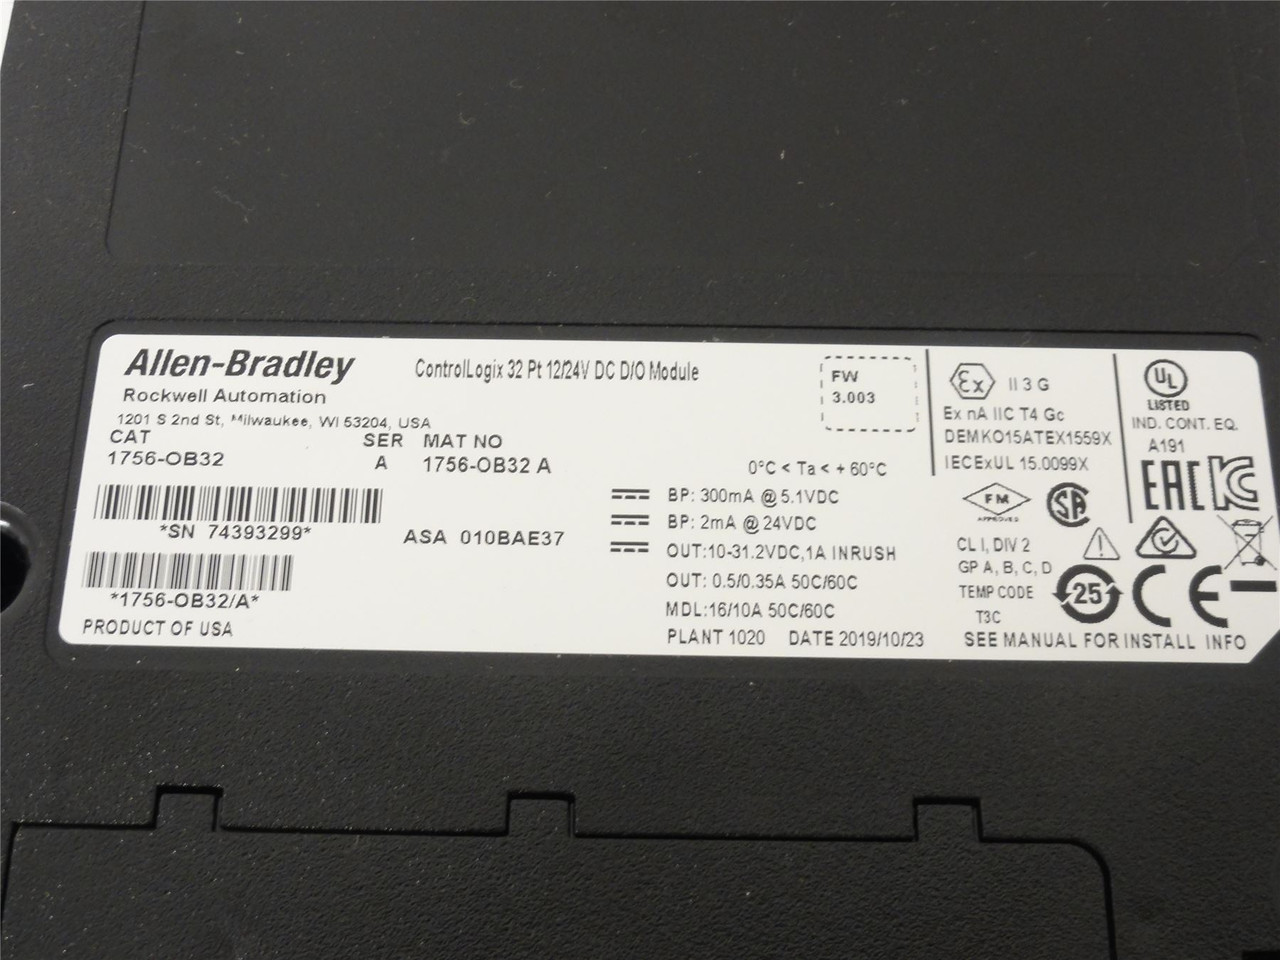 Allen-Bradley
Rockwell Automation
1201 S 2nd St, Milwaukee, WI 53204, USA
CAT SER MAT NO
1756-OB32 A 1756-OB32 A
*SN 74393299*
ASA 010BAE37
*1756-OB32/A*
PRODUCT OF USA
ControlLogix 32 Pt 12/24V DC D/O Module
FW
3.003
0°C < Ta < + 60°C
BP: 300mA @ 5.1VDC
BP: 2mA @ 24VDC
OUT:10-31.2VDC,1A INRUSH
OUT: 0.5/0.35A 50C/60C
MDL:16/10A 50C/60C
PLANT 1020 DATE 2019/10/23
Ex II 3 G
Ex nA IIC T4 Gc
DEMKO15ATEX1559X
IECExUL 15.0099X
FM
APPROVED
SA
CL I, DIV 2
GP A, B, C, D
TEMP CODE
T3C
25
CE
SEE MANUAL FOR INSTALL INFO
UL
LISTED
IND. CONT. EQ.
A191
EAC
KC